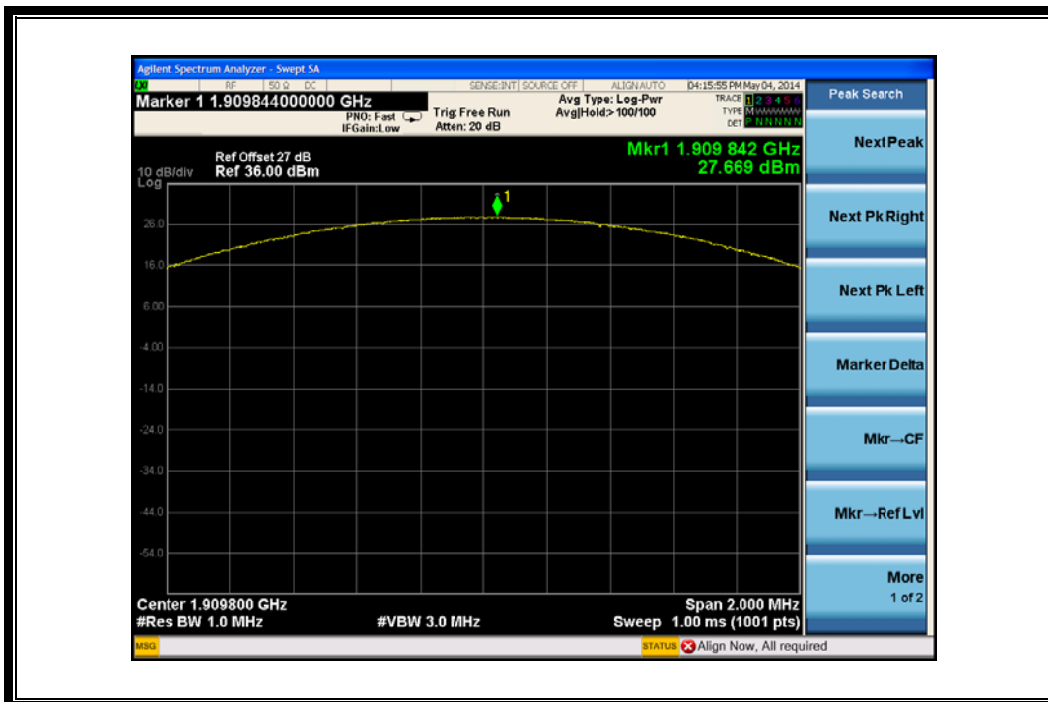 Agilent Spectrum Analyzer - Swept SA
LXI RF 50 Ω DC SENSE:INT SOURCE OFF ALIGN AUTO 04:15:55 PM May 04, 2014
Marker 1 1.909844000000 GHz
PNO: Fast
IFGain:Low
Trig: Free Run
Atten: 20 dB
Avg Type: Log-Pwr
Avg|Hold:>100/100
TRACE 1 2 3 4 5 6
TYPE M
DET P N N N N N
Mkr1 1.909 842 GHz
27.669 dBm
Ref Offset 27 dB
10 dB/div Ref 36.00 dBm
Log
1
26.0
16.0
6.00
-4.00
-14.0
-24.0
-34.0
-44.0
-54.0
Center 1.909800 GHz Span 2.000 MHz
#Res BW 1.0 MHz #VBW 3.0 MHz Sweep 1.00 ms (1001 pts)
MSG STATUS Align Now, All required
Peak Search
Next Peak
Next Pk Right
Next Pk Left
Marker Delta
Mkr→CF
Mkr→Ref Lvl
More
1 of 2